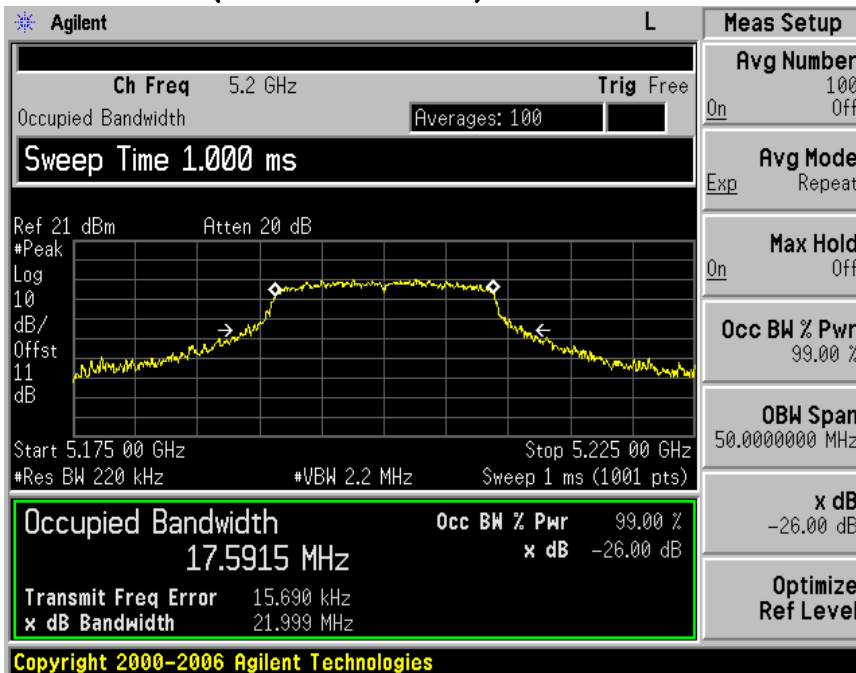 Agilent L Meas Setup
Ch Freq 5.2 GHz Trig Free
Occupied Bandwidth Averages: 100
Sweep Time 1.000 ms
Ref 21 dBm Atten 20 dB
#Peak
Log
10
dB/
Offst
11
dB
Start 5.175 00 GHz Stop 5.225 00 GHz
#Res BW 220 kHz #VBW 2.2 MHz Sweep 1 ms (1001 pts)
Occupied Bandwidth Occ BW % Pwr 99.00 %
17.5915 MHz x dB -26.00 dB
Transmit Freq Error 15.690 kHz
x dB Bandwidth 21.999 MHz
Avg Number
100
On Off
Avg Mode
Exp Repeat
Max Hold
On Off
Occ BW % Pwr
99.00 %
OBW Span
50.0000000 MHz
x dB
-26.00 dB
Optimize
Ref Level
Copyright 2000-2006 Agilent Technologies